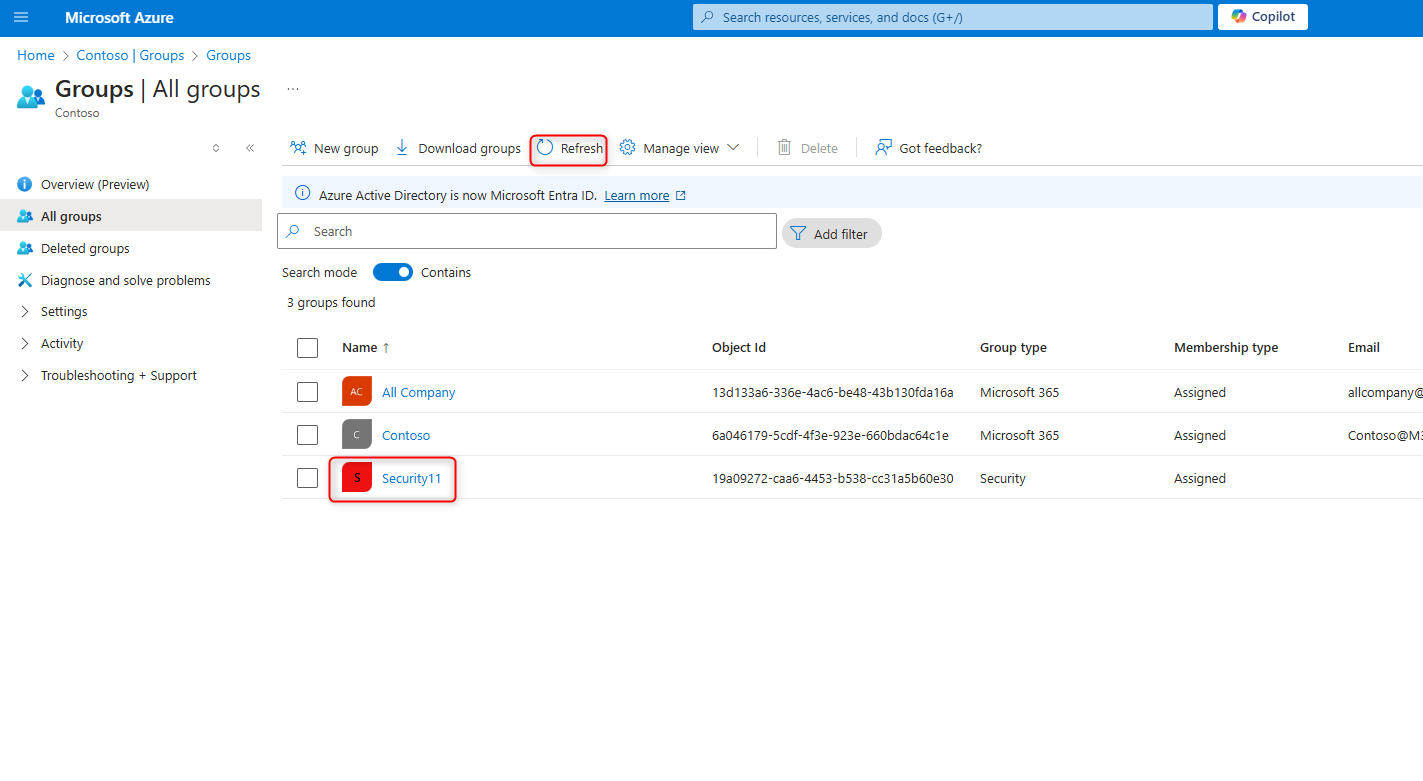 Microsoft Azure
Search resources, services, and docs (G+/)
Copilot
Home > Contoso | Groups > Groups
Groups | All groups ...
Contoso
New group
Download groups
Refresh
Manage view
Delete
Got feedback?
Overview (Preview)
All groups
Deleted groups
Diagnose and solve problems
Settings
Activity
Troubleshooting + Support
Azure Active Directory is now Microsoft Entra ID. Learn more
Search
Add filter
Search mode Contains
3 groups found
Name ↑ Object Id Group type Membership type Email
AC All Company 13d133a6-336e-4ac6-be48-43b130fda16a Microsoft 365 Assigned allcompany@
C Contoso 6a046179-5cdf-4f3e-923e-660bdac64c1e Microsoft 365 Assigned Contoso@M3
S Security11 19a09272-caa6-4453-b538-cc31a5b60e30 Security Assigned